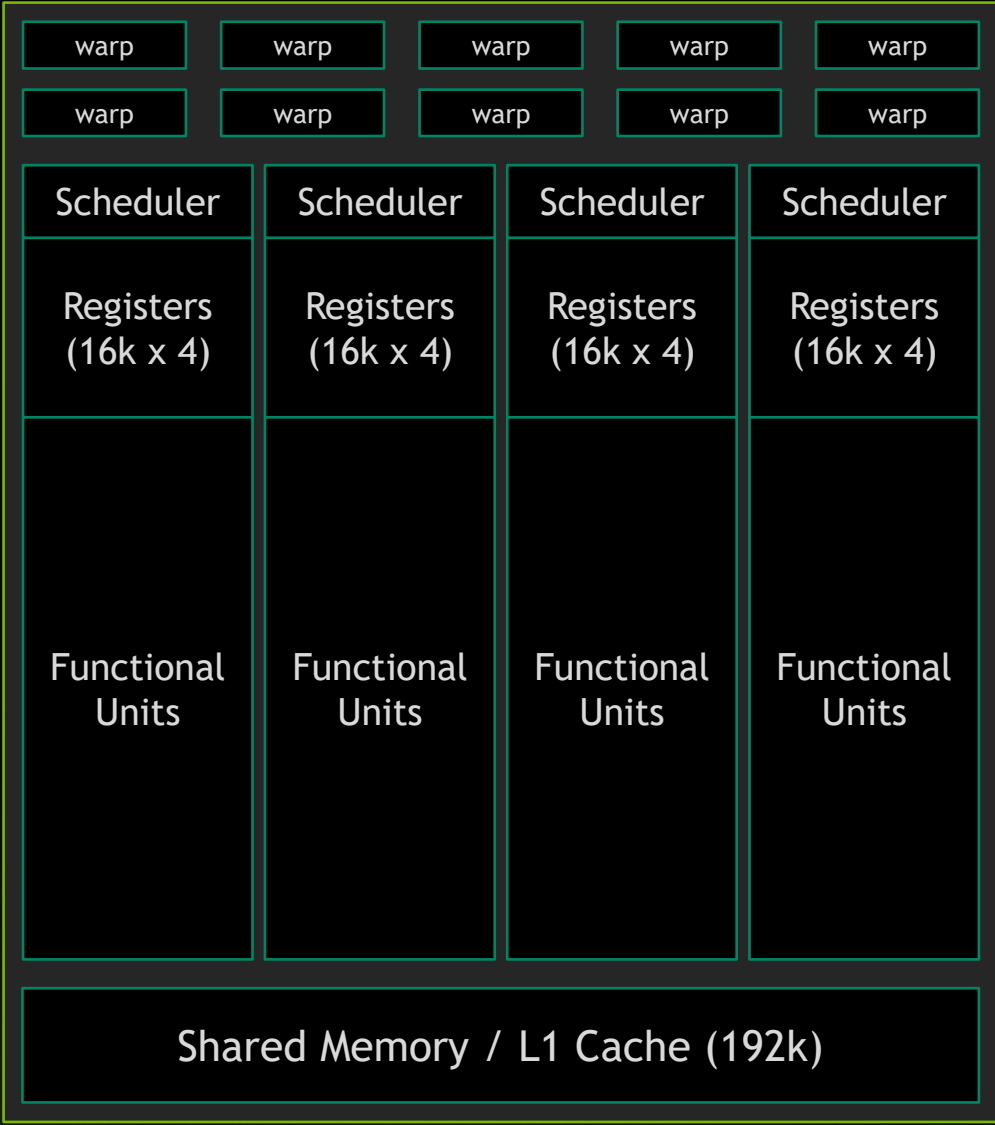 warp warp warp warp warp
warp warp warp warp warp
Scheduler Scheduler Scheduler Scheduler
Registers Registers Registers Registers
(16k x 4) (16k x 4) (16k x 4) (16k x 4)
Functional Functional Functional Functional
Units Units Units Units
Shared Memory / L1 Cache (192k)